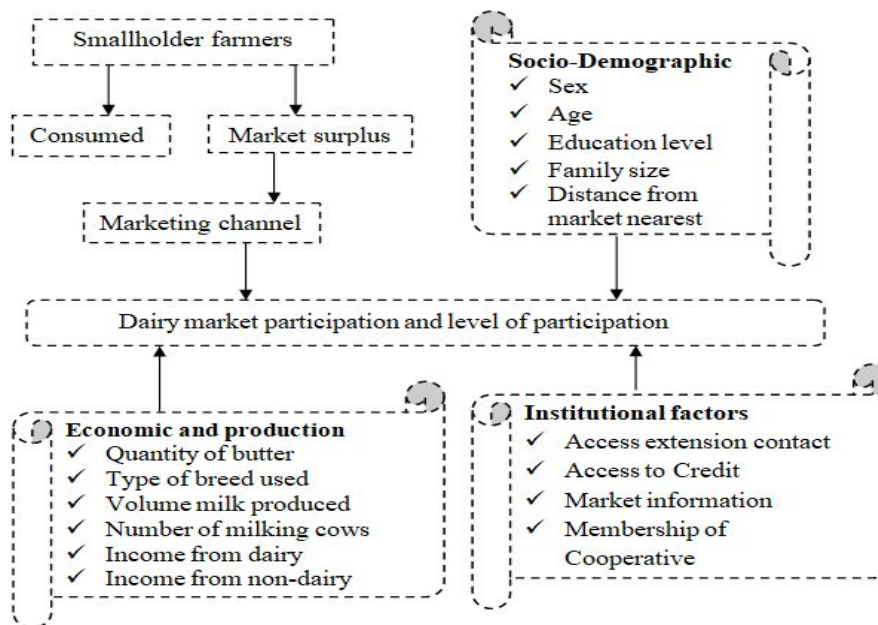 Smallholder farmers
Consumed
Market surplus
Marketing channel
Socio-Demographic
✓ Sex
✓ Age
✓ Education level
✓ Family size
✓ Distance from
market nearest
Dairy market participation and level of participation
Economic and production
✓ Quantity of butter
✓ Type of breed used
✓ Volume milk produced
✓ Number of milking cows
✓ Income from dairy
✓ Income from non-dairy
Institutional factors
✓ Access extension contact
✓ Access to Credit
✓ Market information
✓ Membership of
Cooperative